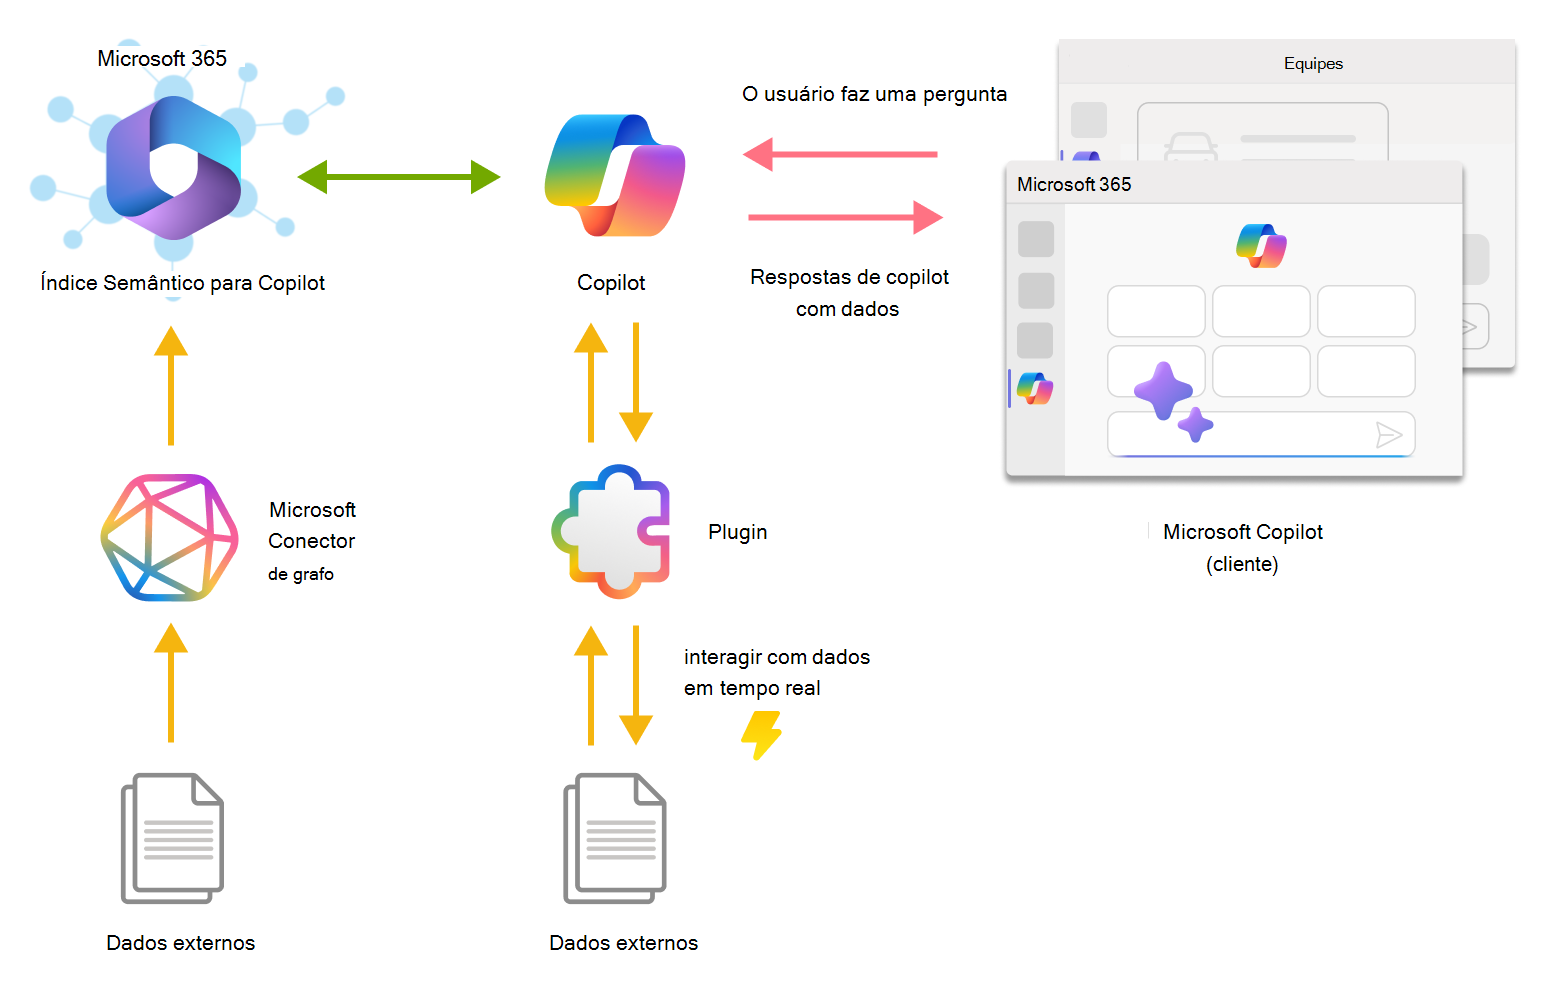 Microsoft 365
Índice Semântico para Copilot
Copilot
O usuário faz uma pergunta
Respostas de copilot
com dados
Equipes
Microsoft 365
Microsoft Copilot
(cliente)
Microsoft
Conector
de grafo
Plugin
interagir com dados
em tempo real
Dados externos
Dados externos